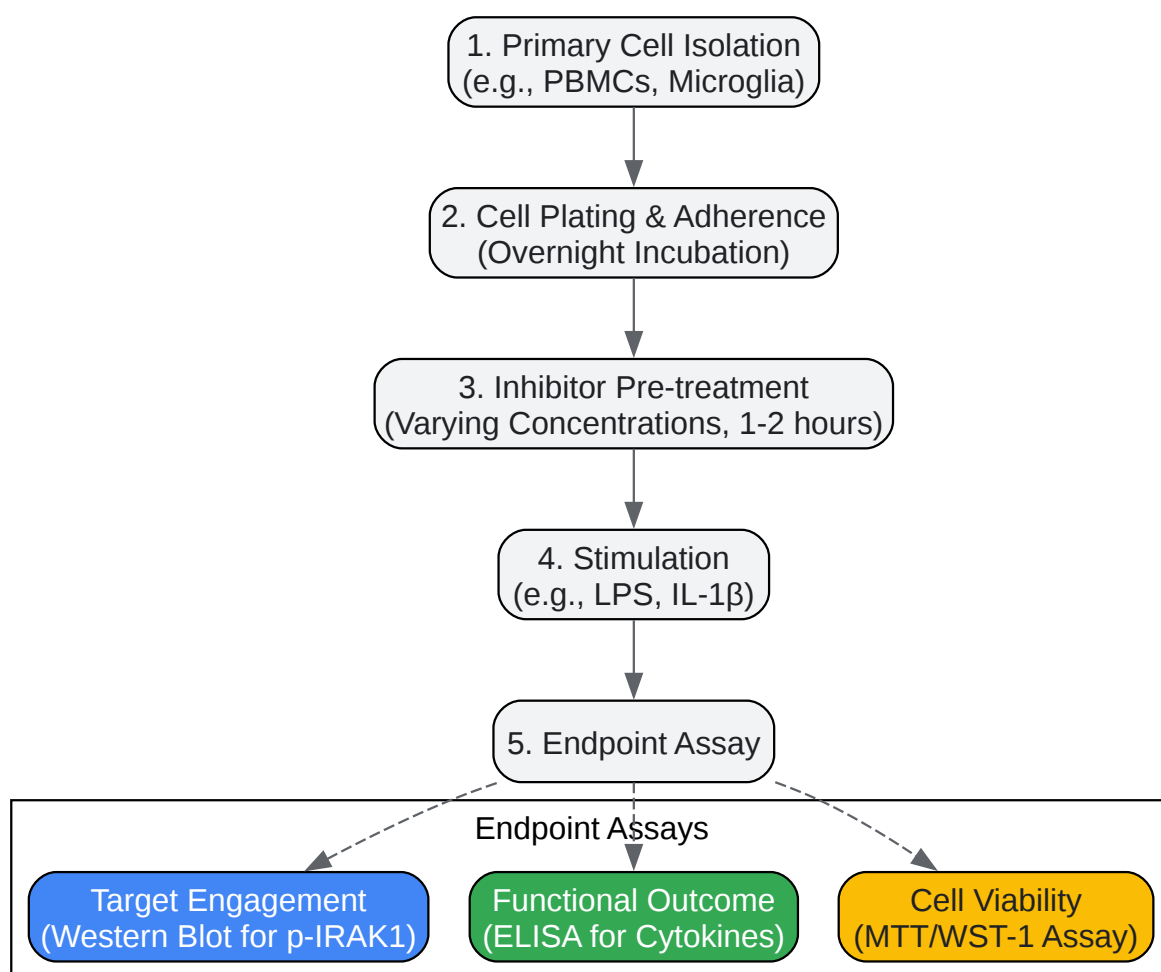 1. Primary Cell Isolation
(e.g., PBMCs, Microglia)
2. Cell Plating & Adherence
(Overnight Incubation)
3. Inhibitor Pre-treatment
(Varying Concentrations, 1-2 hours)
4. Stimulation
(e.g., LPS, IL-1β)
5. Endpoint Assay
Endpoint Assays
Target Engagement
(Western Blot for p-IRAK1)
Functional Outcome
(ELISA for Cytokines)
Cell Viability
(MTT/WST-1 Assay)